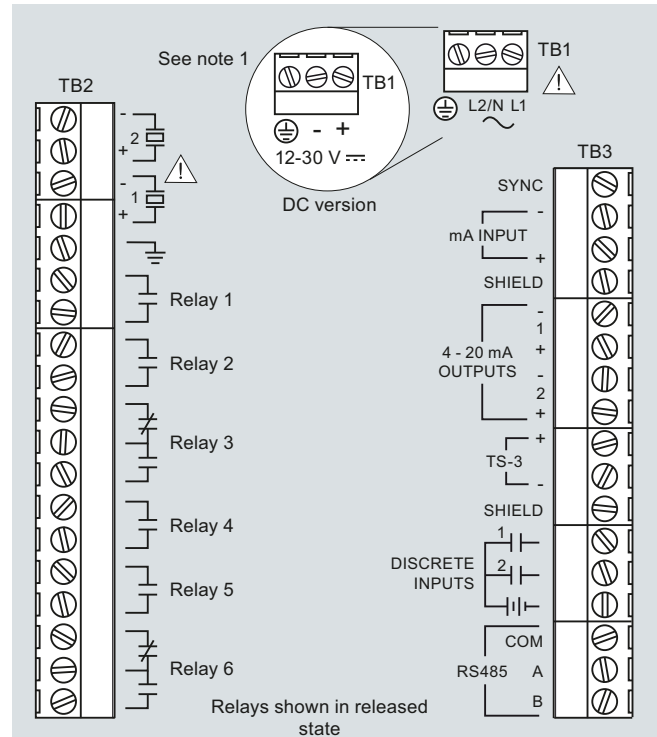 See note 1
TB1
- +
12-30 V
DC version
TB1
L2/N L1
TB2
-
2
+
-
1
+
Relay 1
Relay 2
Relay 3
Relay 4
Relay 5
Relay 6
Relays shown in released
state
TB3
SYNC
-
mA INPUT
+
SHIELD
-
1
+
4 - 20 mA
OUTPUTS
-
2
+
+
TS-3
-
SHIELD
1
DISCRETE
INPUTS
2
COM
RS485 A
B